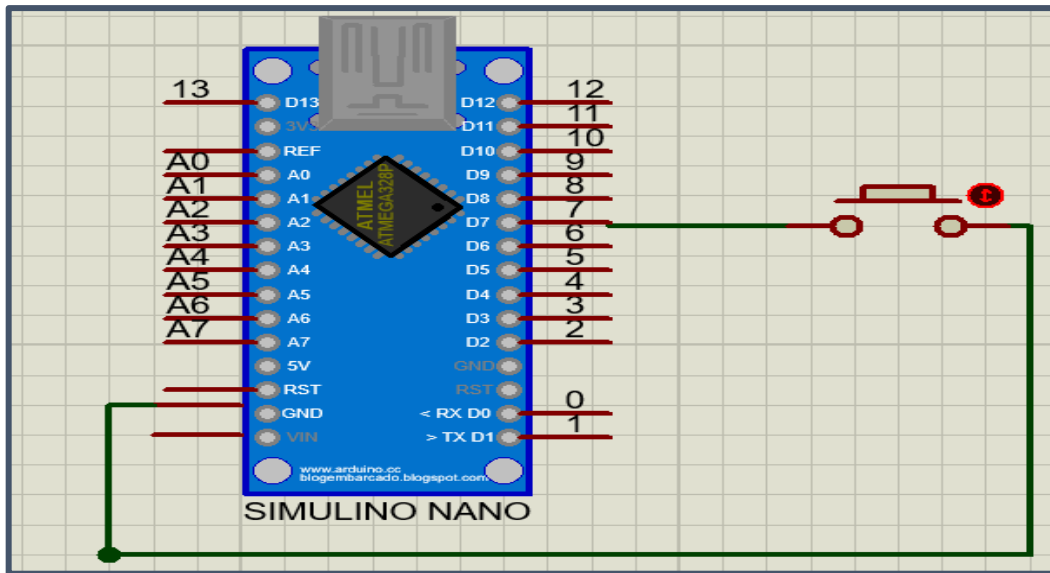 13
D13
3V3
REF
A0
A0
A1
A1
A2
A2
A3
A3
A4
A4
A5
A5
A6
A6
A7
A7
5V
RST
GND
VIN
ATMEL
ATMEGA328P
D12
12
D11
11
D10
10
D9
9
D8
8
D7
7
D6
6
D5
5
D4
4
D3
3
D2
2
GND
RST
< RX D0
0
> TX D1
1
www.arduino.cc
blogembarcado.blogspot.com
SIMULINO NANO